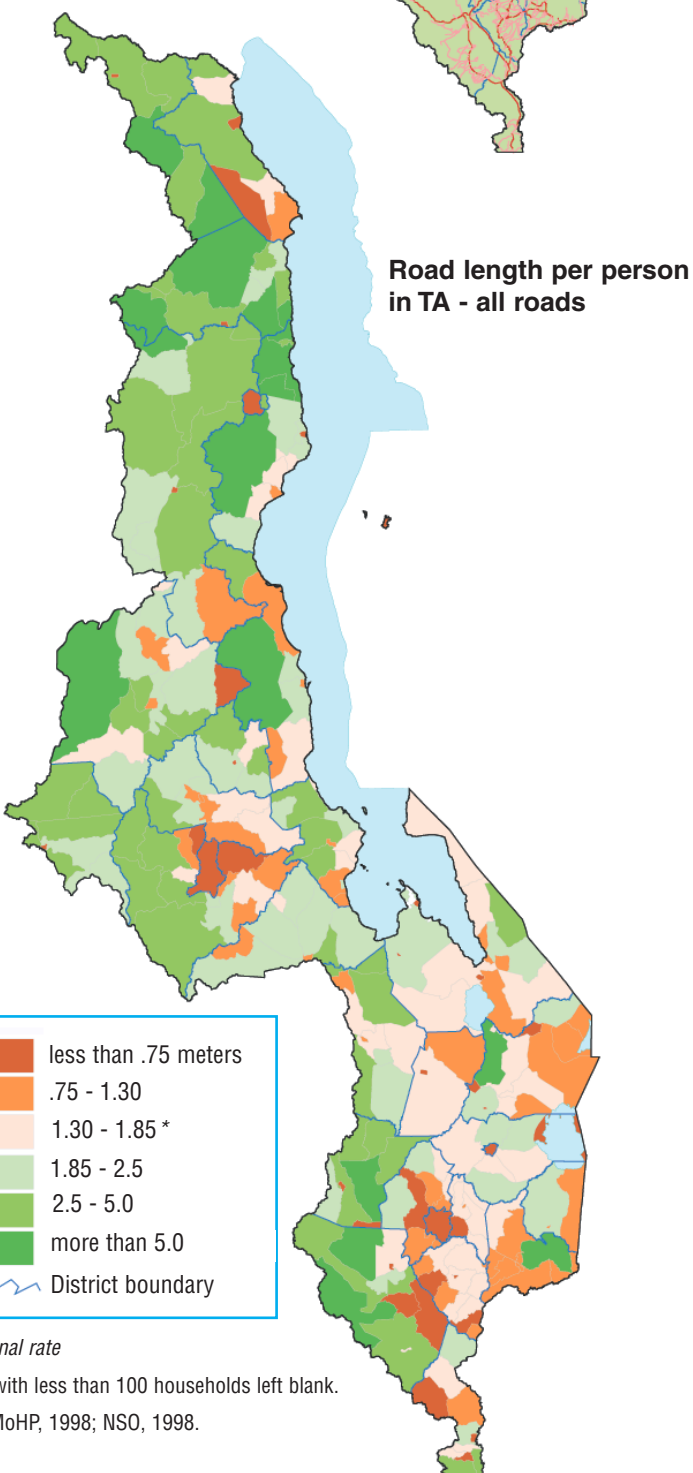 Road length per person
in TA - all roads
less than .75 meters
.75 - 1.30
1.30 - 1.85 *
1.85 - 2.5
2.5 - 5.0
more than 5.0
District boundary
nal rate
with less than 100 households left blank.
MoHP, 1998; NSO, 1998.